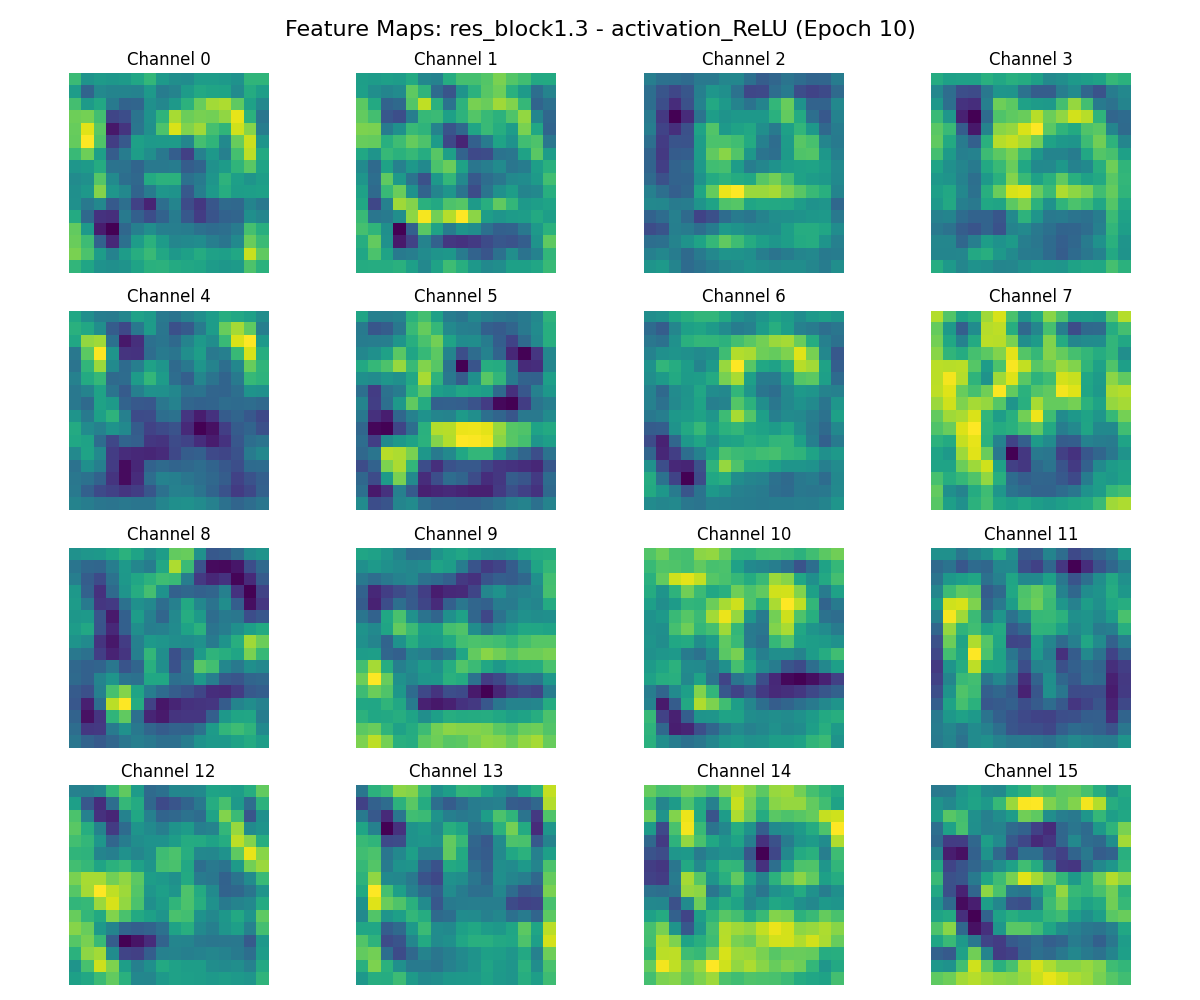 Feature Maps: res_block1.3 - activation_ReLU (Epoch 10)
Channel 0
Channel 1
Channel 2
Channel 3
Channel 4
Channel 5
Channel 6
Channel 7
Channel 8
Channel 9
Channel 10
Channel 11
Channel 12
Channel 13
Channel 14
Channel 15